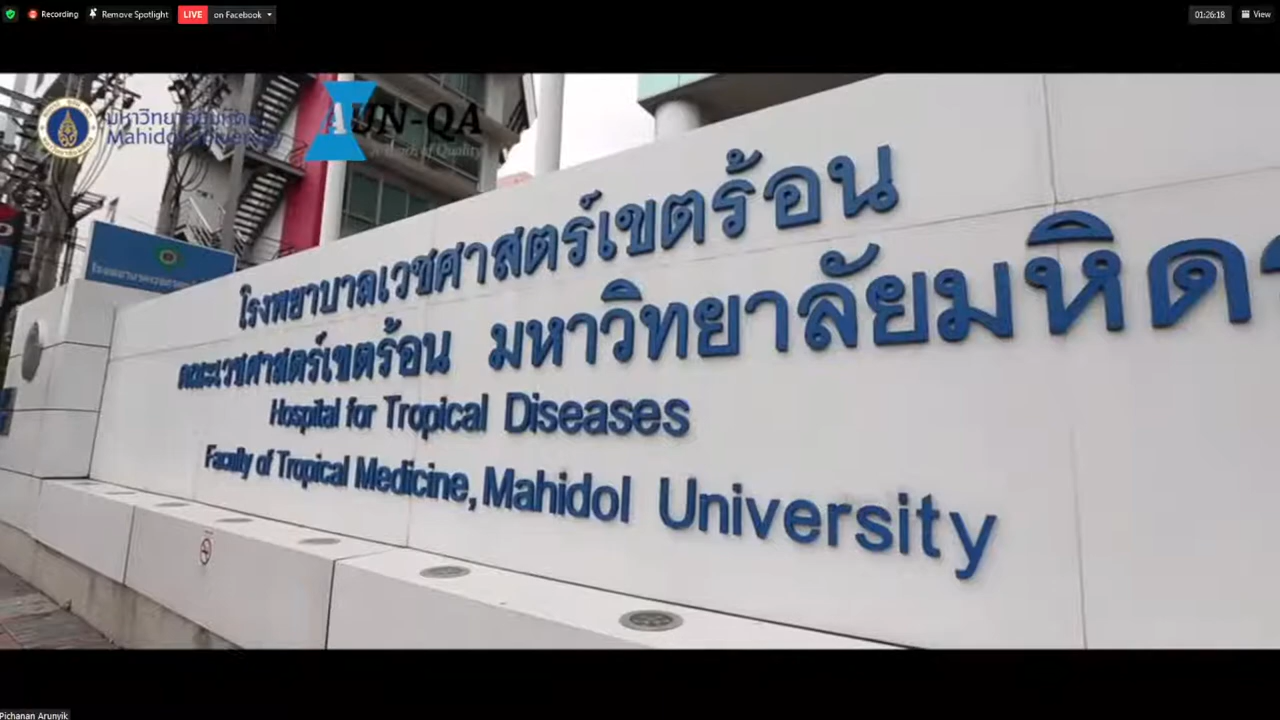 Recording
Remove Spotlight
LIVE on Facebook
01:26:18
View
มหาวิทยาลัยมหิดล
Mahidol University
AUN-QA
Network of Quality
โรงพยาบาลเวชศาสตร์เขตร้อน
คณะเวชศาสตร์เขตร้อน มหาวิทยาลัยมหิด
Hospital for Tropical Diseases
Faculty of Tropical Medicine, Mahidol University
Pichanan Arunyik